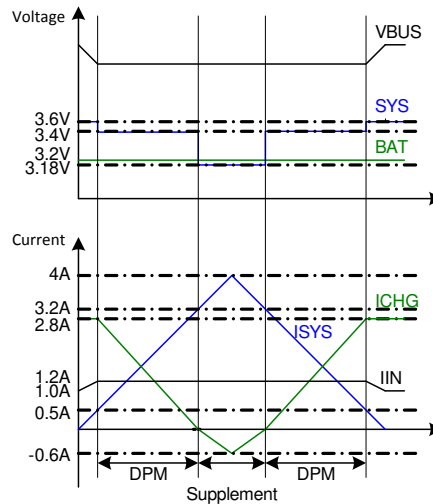 Voltage
VBUS
SYS
3.6V
3.4V
BAT
3.2V
3.18V
Current
4A
3.2A
ICHG
2.8A
ISYS
1.2A
IIN
1.0A
0.5A
-0.6A
DPM
DPM
Supplement